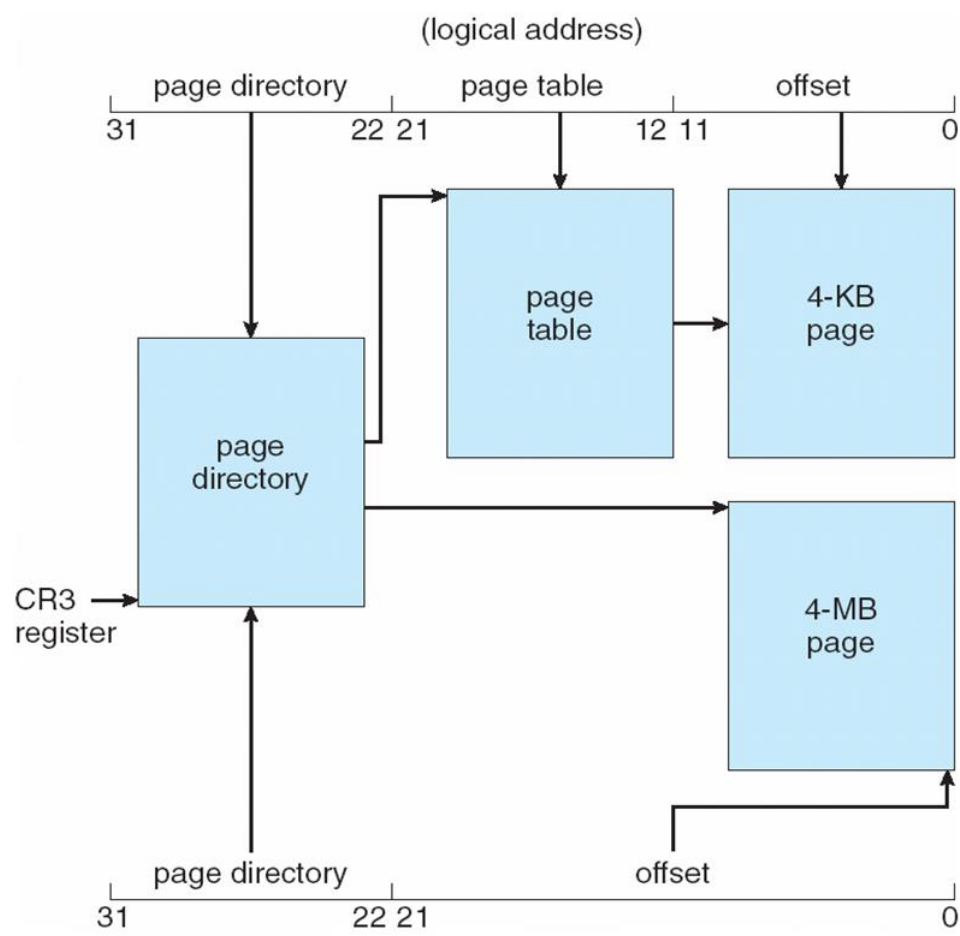 (logical address)
page directory page table offset
31 22 21 12 11 0
page
table
4-KB
page
page
directory
CR3
register
4-MB
page
page directory offset
31 22 21 0